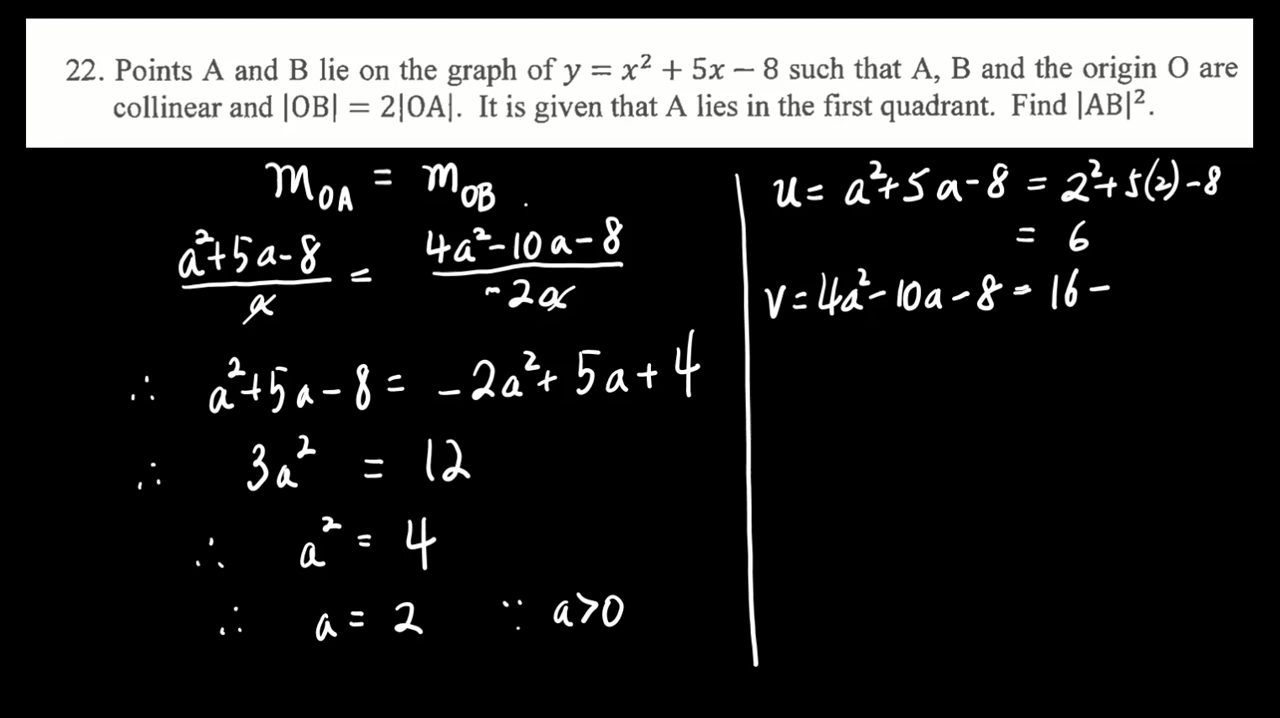 22. Points A and B lie on the graph of y = x² + 5x − 8 such that A, B and the origin O are
collinear and |OB| = 2|OA|. It is given that A lies in the first quadrant. Find |AB|².
m_OA = m_OB .
(a²+5a-8)/a = (4a²-10a-8)/(-2a)
∴ a²+5a-8 = -2a²+5a+4
∴ 3a² = 12
∴ a² = 4
∴ a = 2 ∵ a>0
u = a²+5a-8 = 2²+5(2)-8
= 6
v = 4a²-10a-8 = 16-